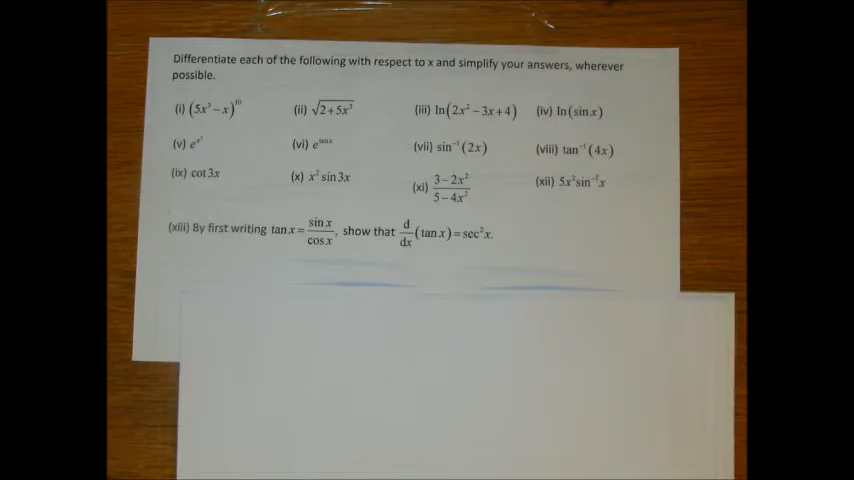 Differentiate each of the following with respect to x and simplify your answers, wherever
possible.
(i) (5x³ − x)¹⁰ (ii) √(2+5x³) (iii) ln(2x² − 3x + 4) (iv) ln(sin x)
(v) e^(x³) (vi) e^(tan x) (vii) sin⁻¹(2x) (viii) tan⁻¹(4x)
(ix) cot 3x (x) x² sin 3x (xi) (3 − 2x²)/(5 − 4x²) (xii) 5x² sin⁻¹ x
(xiii) By first writing tan x = sin x/cos x, show that d/dx (tan x) = sec² x.